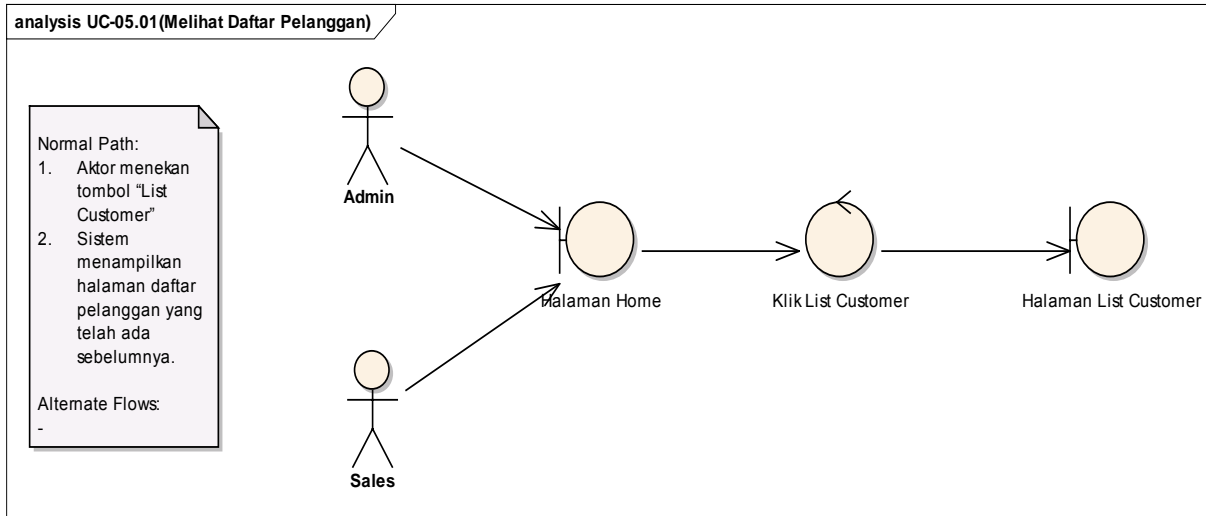 analysis UC-05.01(Melihat Daftar Pelanggan)
Normal Path:
1. Aktor menekan
tombol “List
Customer”
2. Sistem
menampilkan
halaman daftar
pelanggan yang
telah ada
sebelumnya.
Alternate Flows:
-
Admin
Halaman Home
Klik List Customer
Halaman List Customer
Sales